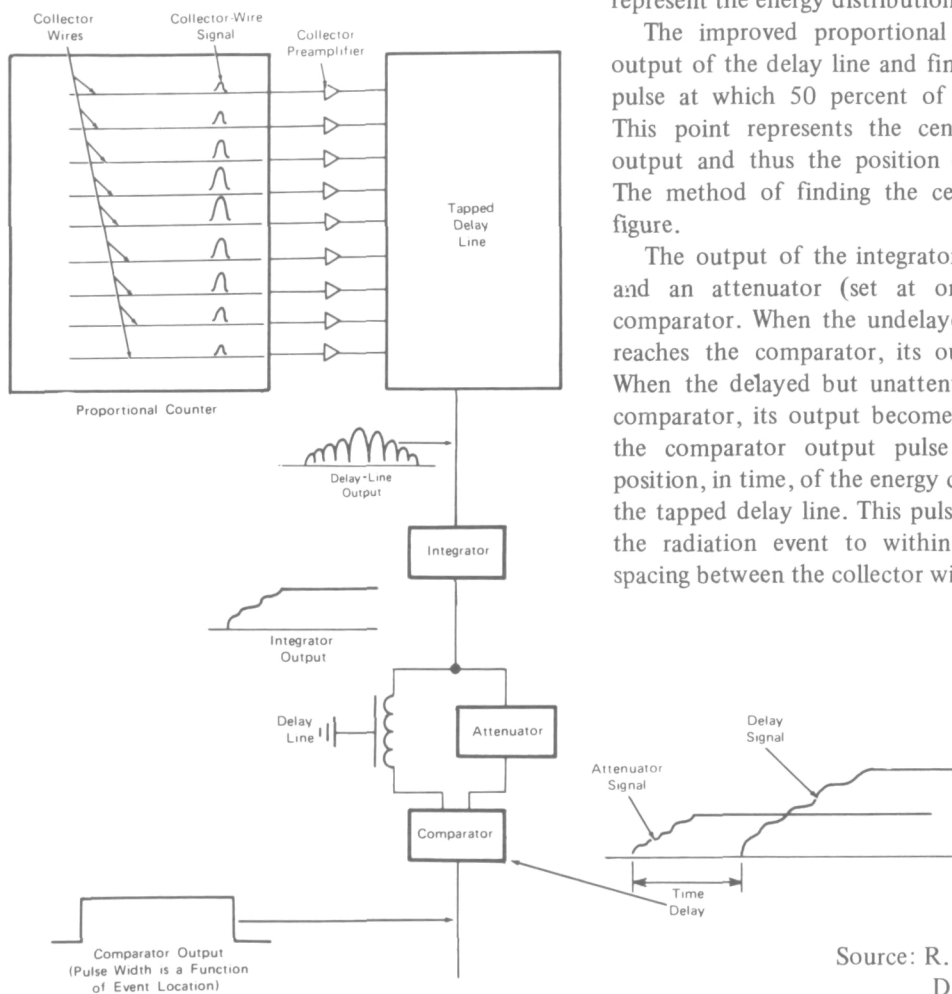 Collector
Wires
Collector-Wire
Signal
Collector
Preamplifier
Tapped
Delay
Line
Proportional Counter
Delay-Line
Output
Integrator
Integrator
Output
Delay
Line
Attenuator
Comparator
Attenuator
Signal
Delay
Signal
Time
Delay
Comparator Output
(Pulse Width is a Function
of Event Location)
represent the energy distribution
The improved proportional
output of the delay line and fin
pulse at which 50 percent of
This point represents the cen
output and thus the position
The method of finding the ce
figure.
The output of the integrator
and an attenuator (set at or
comparator. When the undelaye
reaches the comparator, its ou
When the delayed but unatten
comparator, its output become
the comparator output pulse
position, in time, of the energy c
the tapped delay line. This puls
the radiation event to within
spacing between the collector wi
Source: R.
D